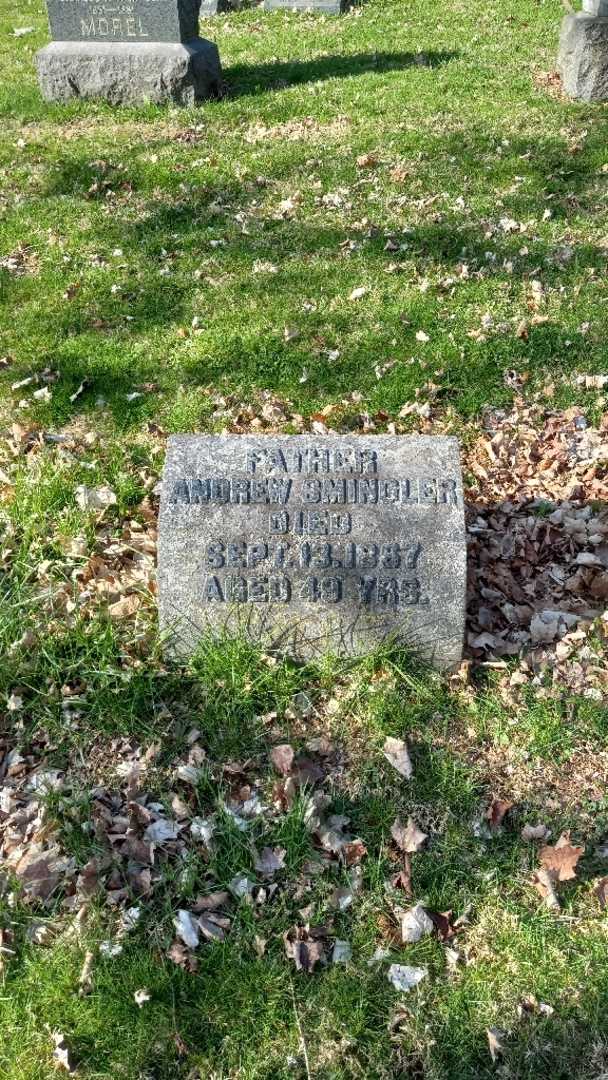 MOREL
FATHER
ANDREW SMINGLER
DIED
SEPT. 13. 1887
AGED 49 YRS.